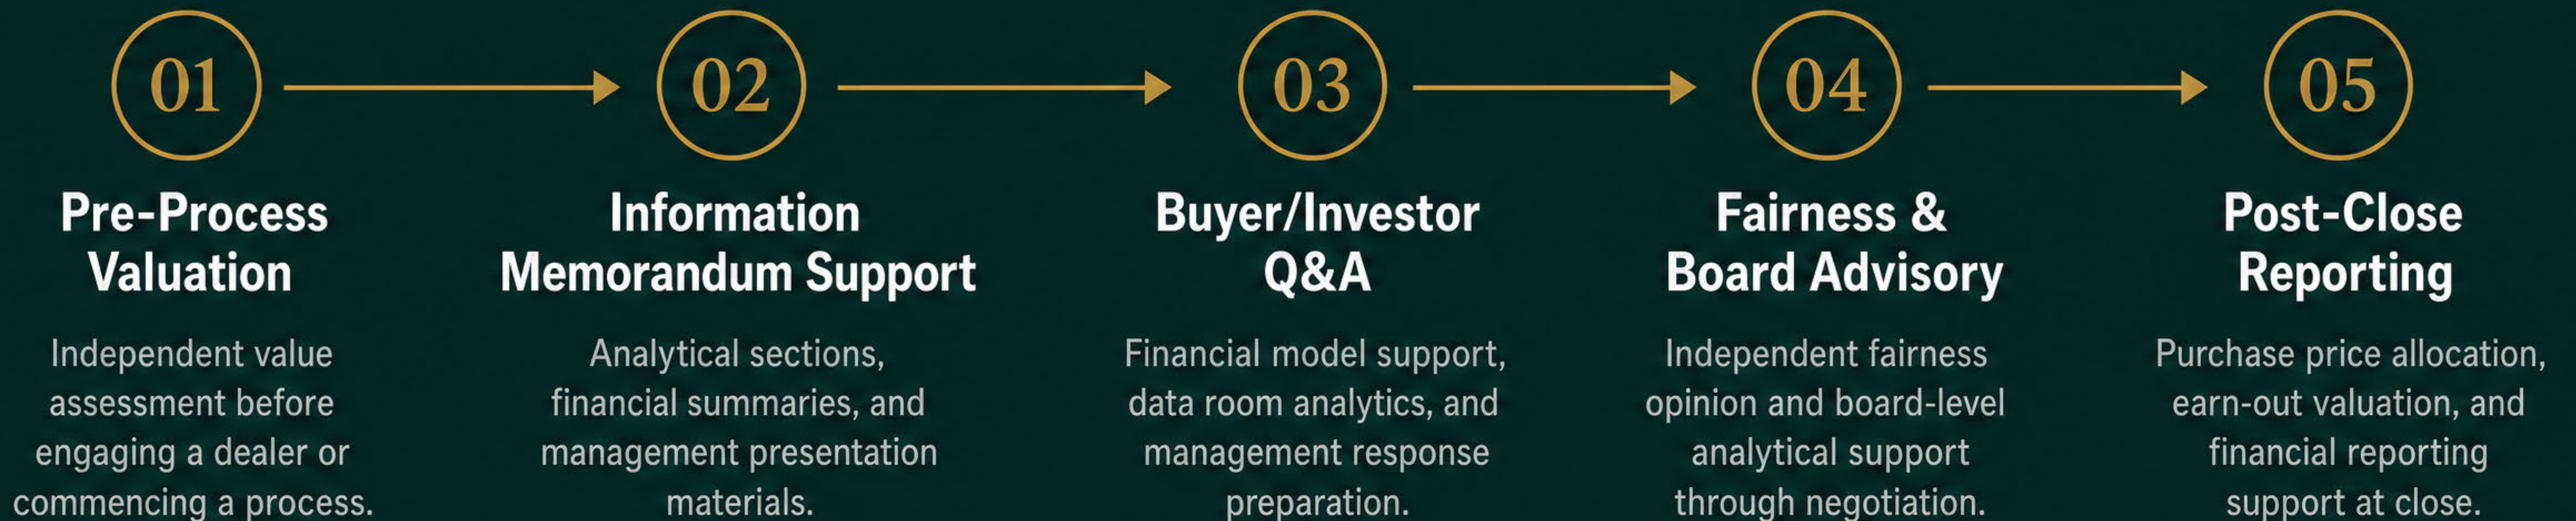 01
02
03
04
05
Pre-Process
Valuation
Independent value
assessment before
engaging a dealer or
commencing a process.
Information
Memorandum Support
Analytical sections,
financial summaries, and
management presentation
materials.
Buyer/Investor
Q&A
Financial model support,
data room analytics, and
management response
preparation.
Fairness &
Board Advisory
Independent fairness
opinion and board-level
analytical support
through negotiation.
Post-Close
Reporting
Purchase price allocation,
earn-out valuation, and
financial reporting
support at close.